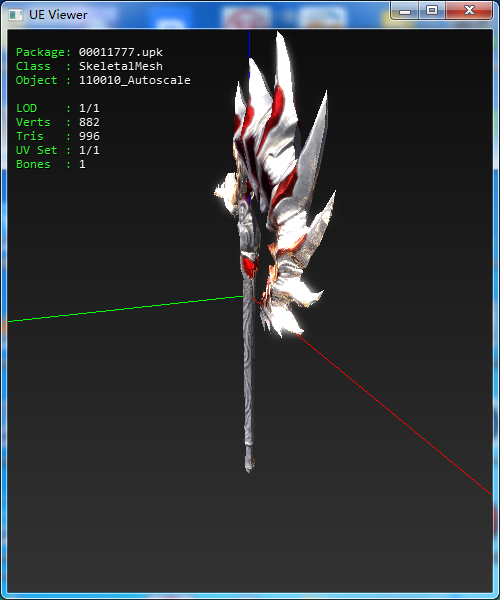 UE Viewer
Package: 00011777.upk
Class  : SkeletalMesh
Object : 110010_Autoscale
LOD    : 1/1
Verts  : 882
Tris   : 996
UV Set : 1/1
Bones  : 1